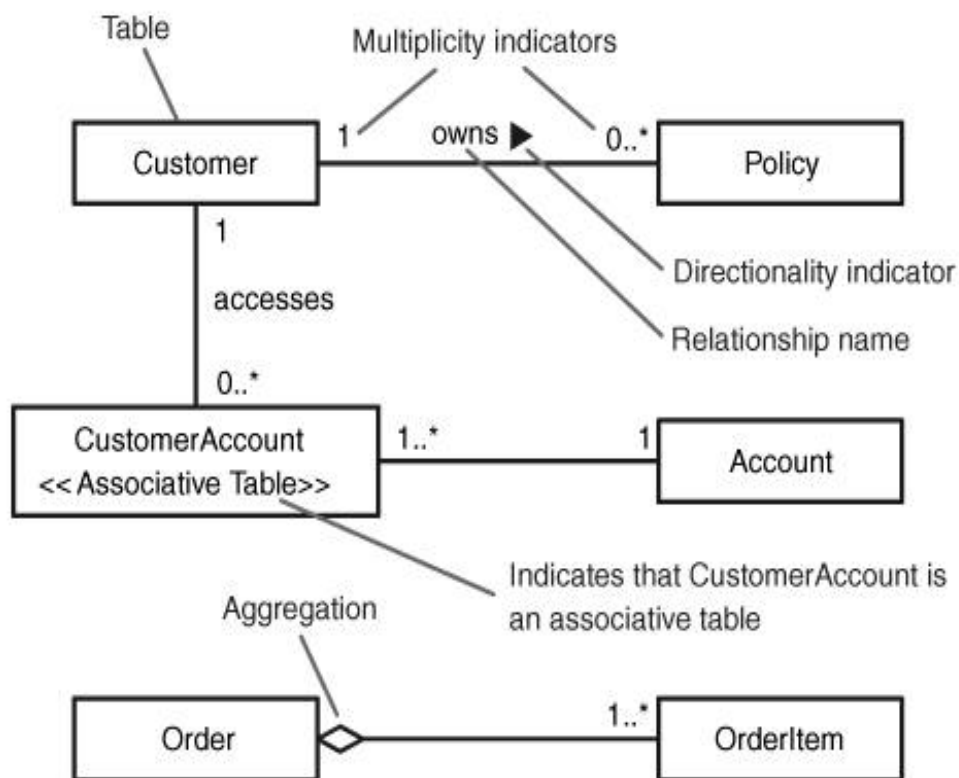 Table
Multiplicity indicators
1
owns ▶
0..*
Customer
Policy
1
Directionality indicator
accesses
Relationship name
0..*
CustomerAccount
<< Associative Table>>
1..*
1
Account
Indicates that CustomerAccount is
an associative table
Aggregation
1..*
Order
OrderItem